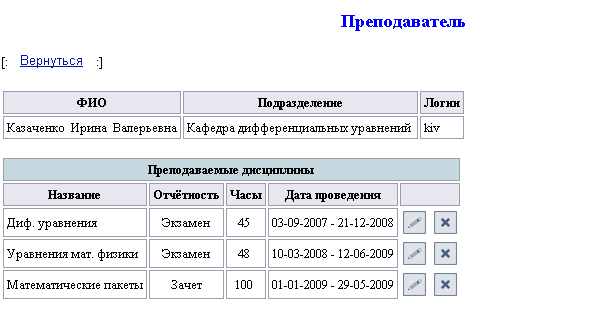 Преподаватель
[: Вернуться :]
ФИО Подразделение Логин
Казаченко Ирина Валерьевна Кафедра дифференциальных уравнений kiv
Преподаваемые дисциплины
Название Отчётность Часы Дата проведения
Диф. уравнения Экзамен 45 03-09-2007 - 21-12-2008
Уравнения мат. физики Экзамен 48 10-03-2008 - 12-06-2009
Математические пакеты Зачет 100 01-01-2009 - 29-05-2009